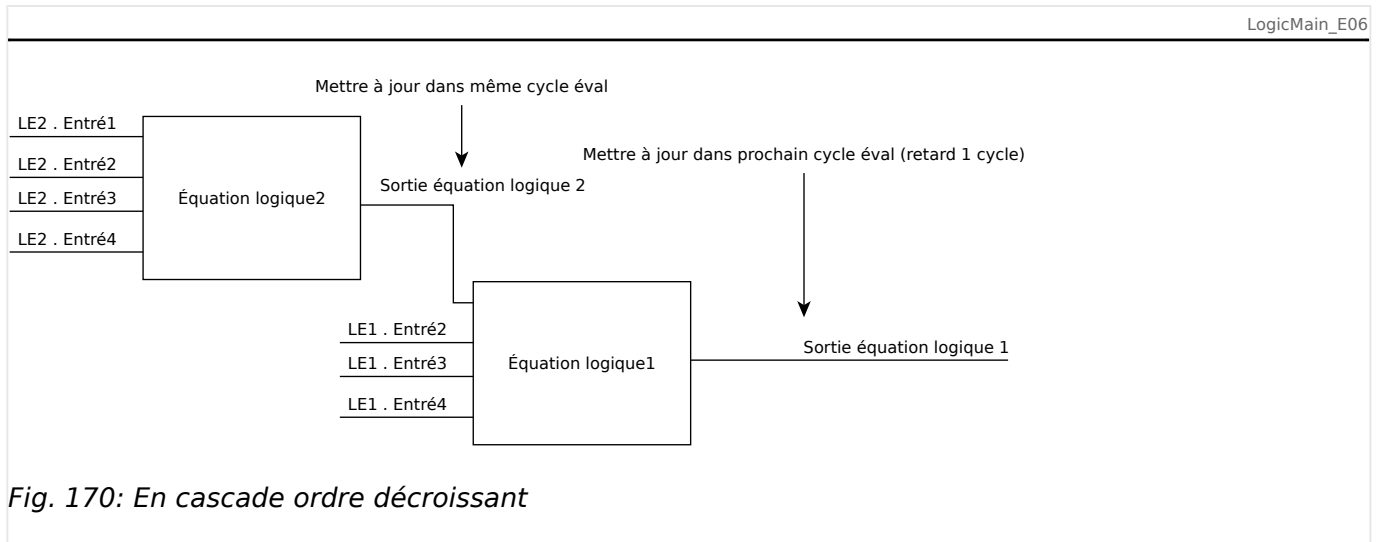 LogicMain_E06
Mettre à jour dans même cycle éval
LE2 . Entré1
LE2 . Entré2
LE2 . Entré3
LE2 . Entré4
Équation logique2
Sortie équation logique 2
Mettre à jour dans prochain cycle éval (retard 1 cycle)
LE1 . Entré2
LE1 . Entré3
LE1 . Entré4
Équation logique1
Sortie équation logique 1
Fig. 170: En cascade ordre décroissant